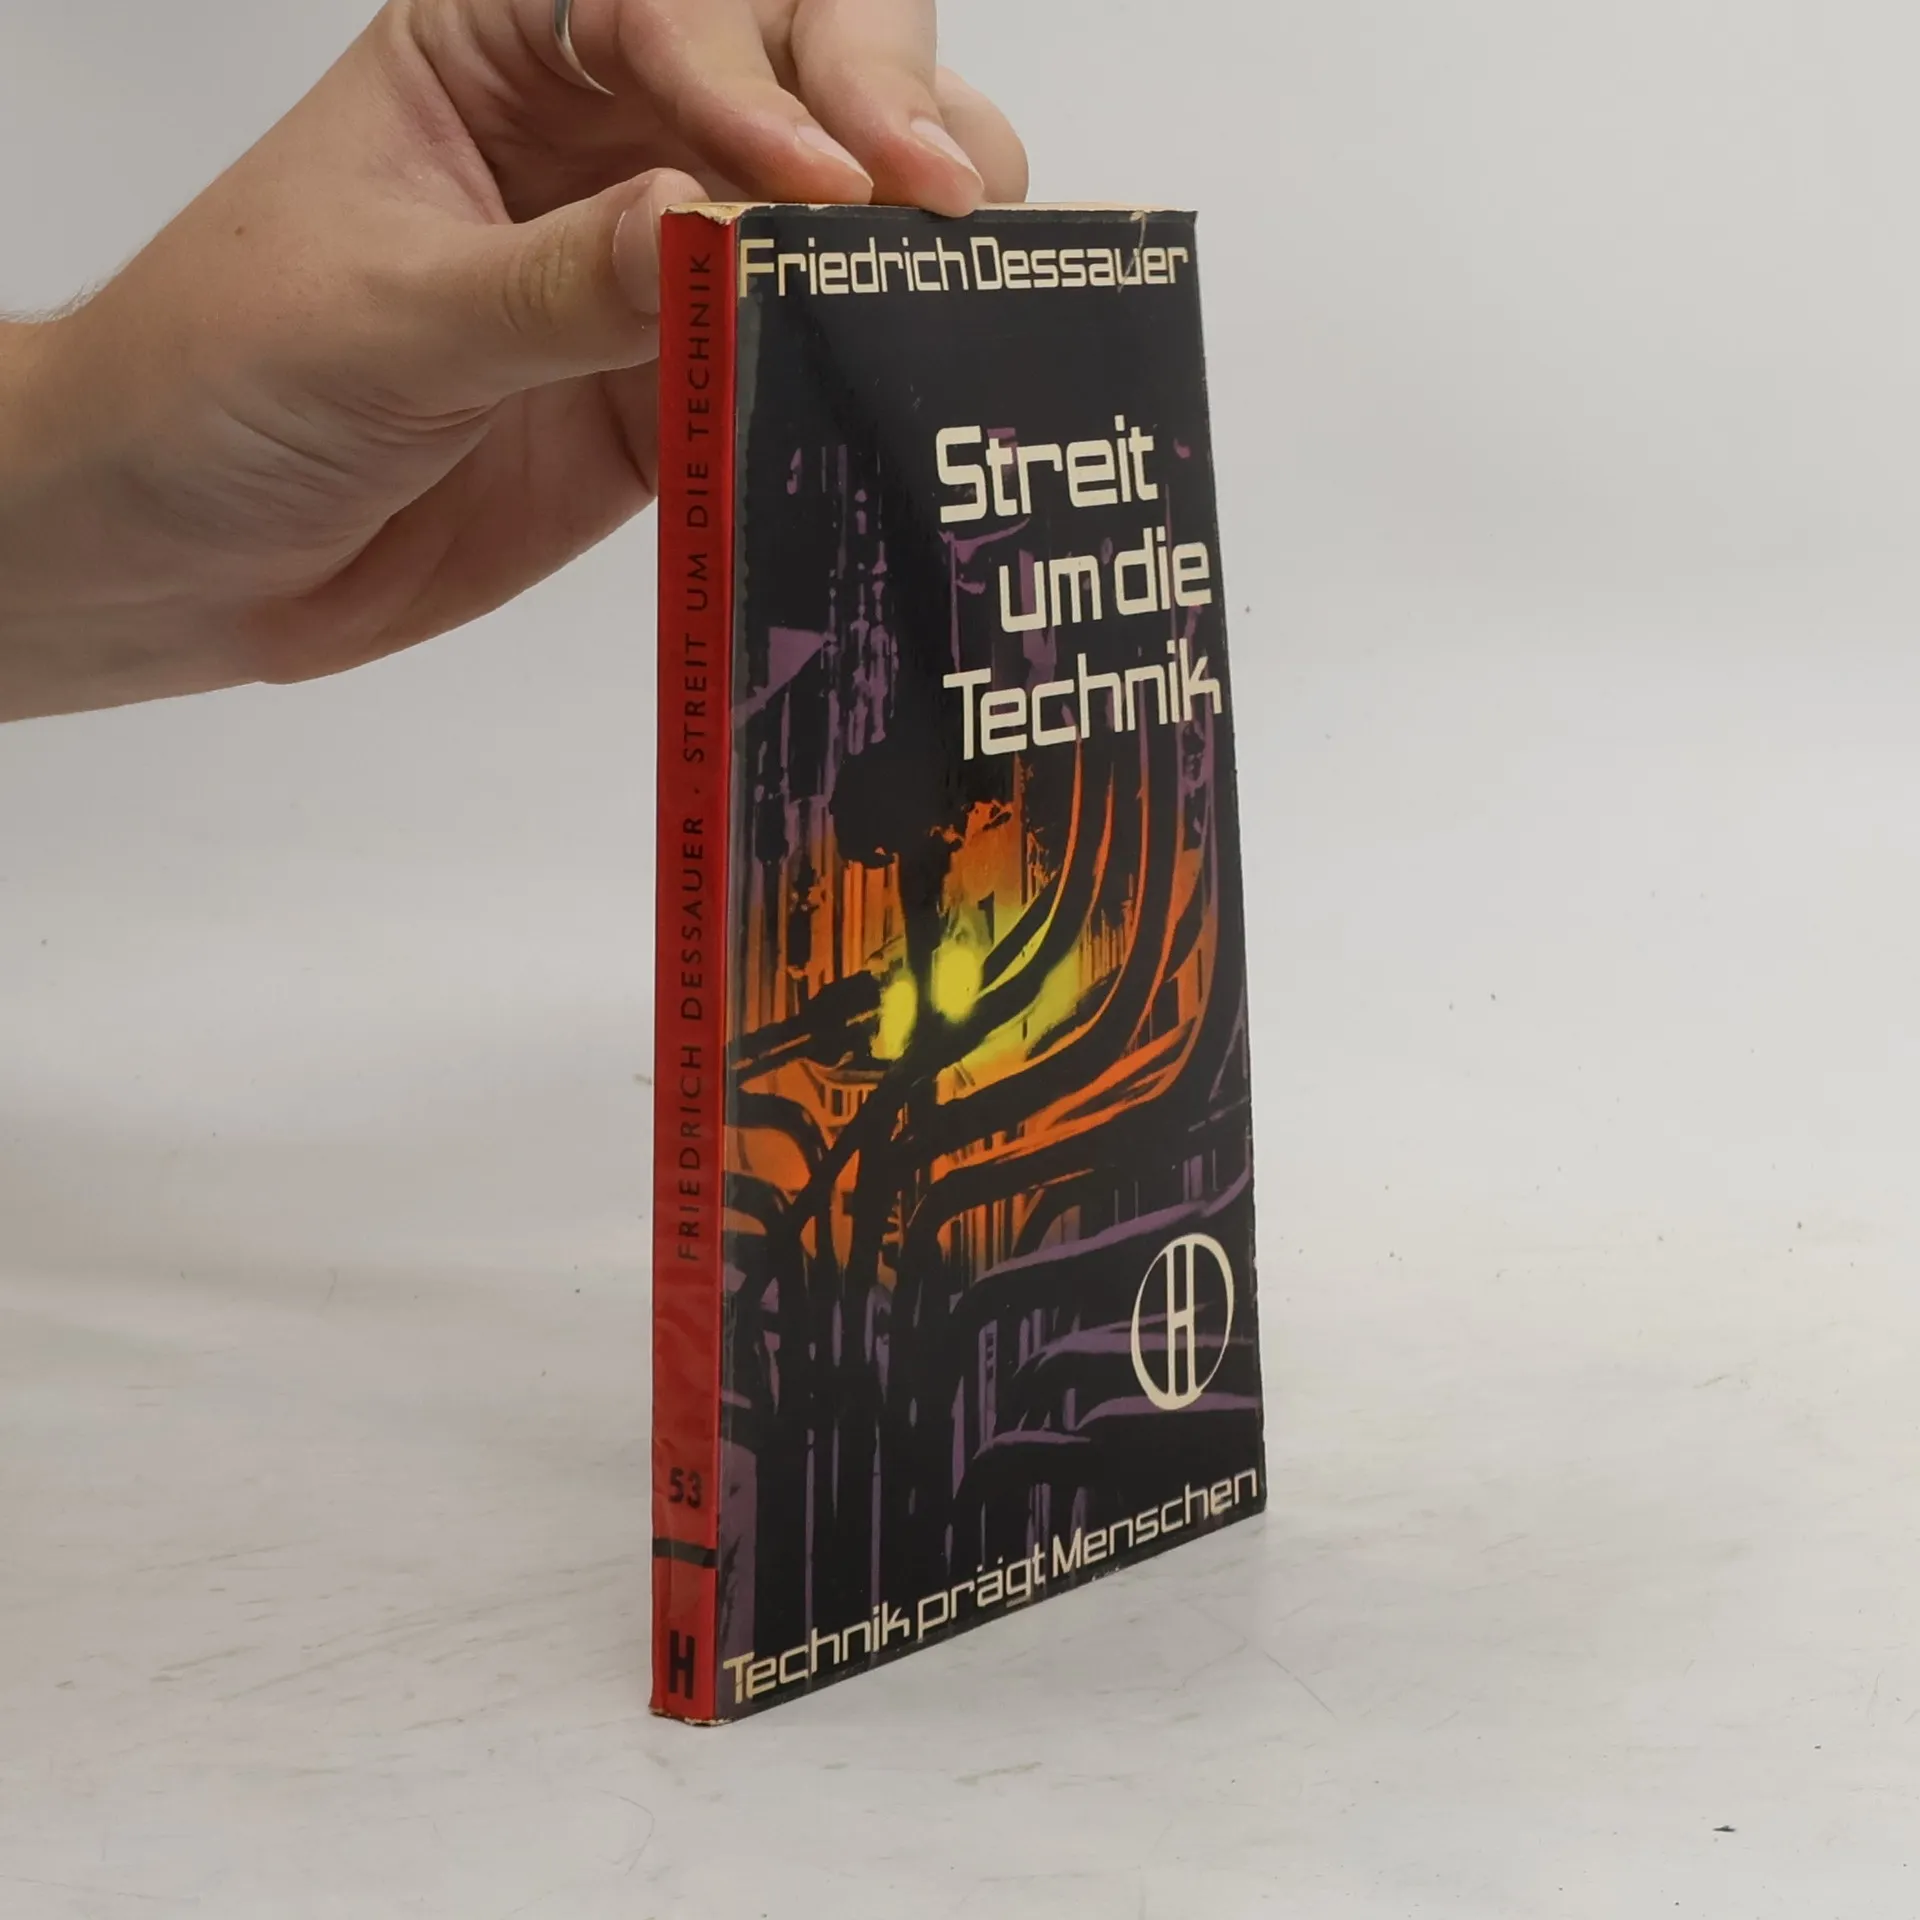 Friedrich Dessauer
Streit
um die
Technik
H
Technik prägt Menschen
FRIEDRICH DESSAUER · STREIT UM DIE TECHNIK
53
H